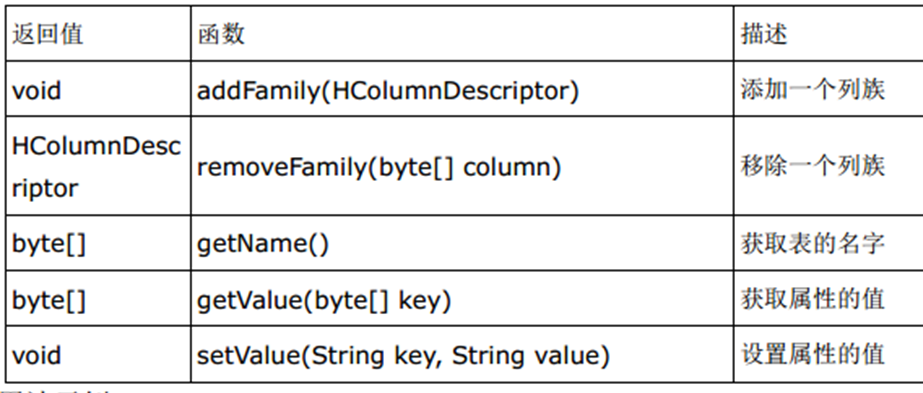 返回值 函数 描述
void addFamily(HColumnDescriptor) 添加一个列族
HColumnDesc
riptor removeFamily(byte[] column) 移除一个列族
byte[] getName() 获取表的名字
byte[] getValue(byte[] key) 获取属性的值
void setValue(String key, String value) 设置属性的值